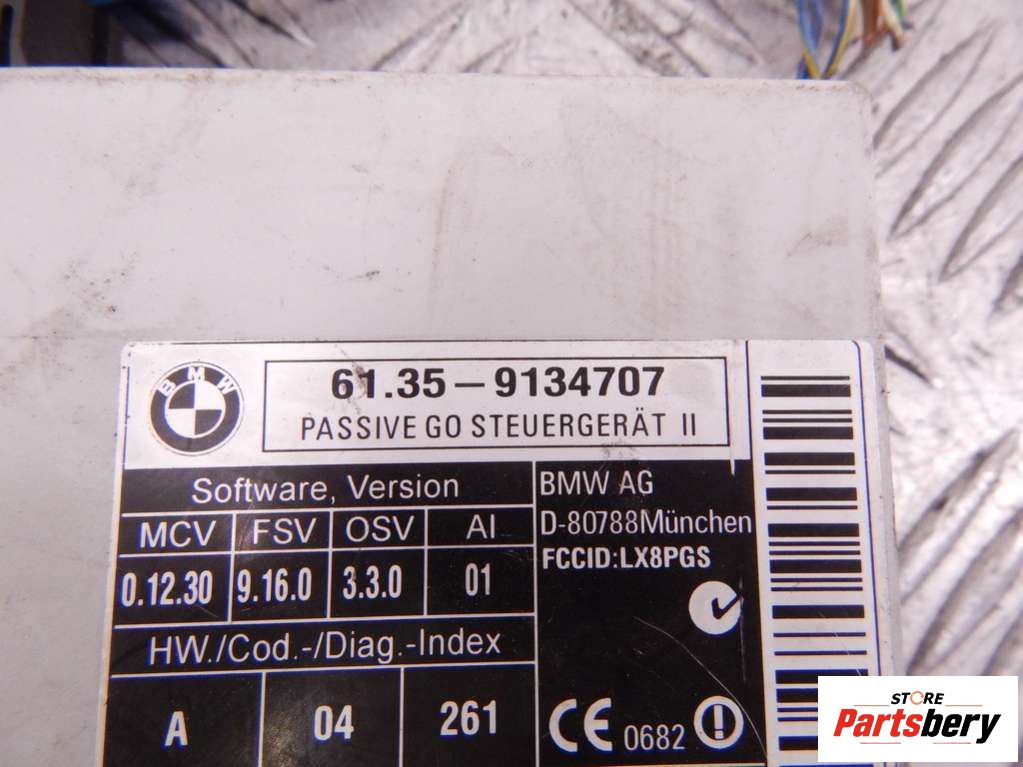 BMW
61.35-9134707
PASSIVE GO STEUERGERÄT II
Software, Version
MCV FSV OSV AI
0.12.30 9.16.0 3.3.0 01
HW./Cod.-/Diag.-Index
A 04 261
BMW AG
D-80788München
FCCID:LX8PGS
CE 0682
STORE
Partsbery